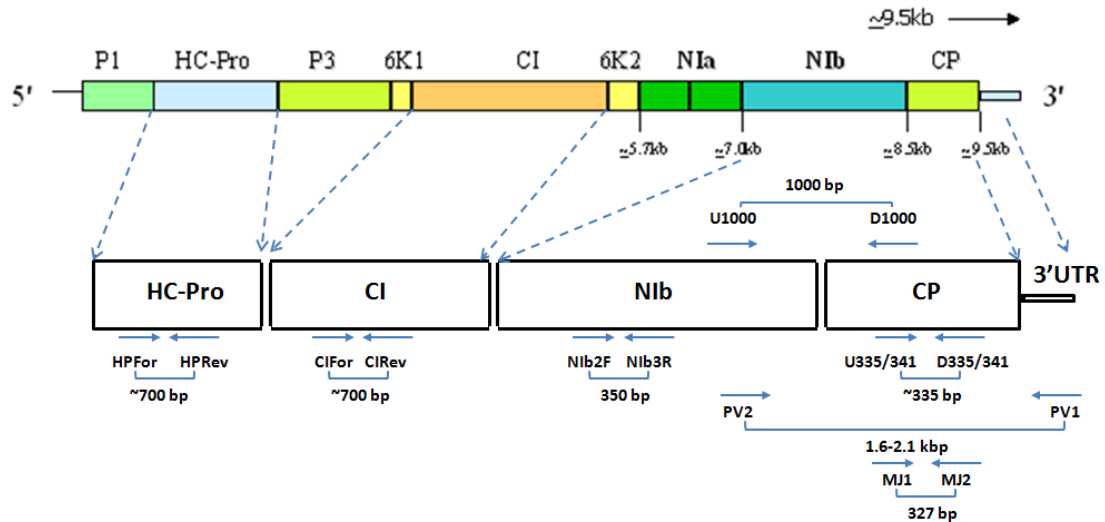 ~9.5kb
P1 HC-Pro P3 6K1 CI 6K2 NIa NIb CP
5' 3'
~5.7kb ~7.0kb ~8.5kb ~9.5kb
1000 bp
U1000 D1000
3'UTR
HC-Pro CI NIb CP
HPFor HPRev CIFor CIRev NIb2F NIb3R U335/341 D335/341
~700 bp ~700 bp 350 bp ~335 bp
PV2 PV1
1.6-2.1 kbp
MJ1 MJ2
327 bp